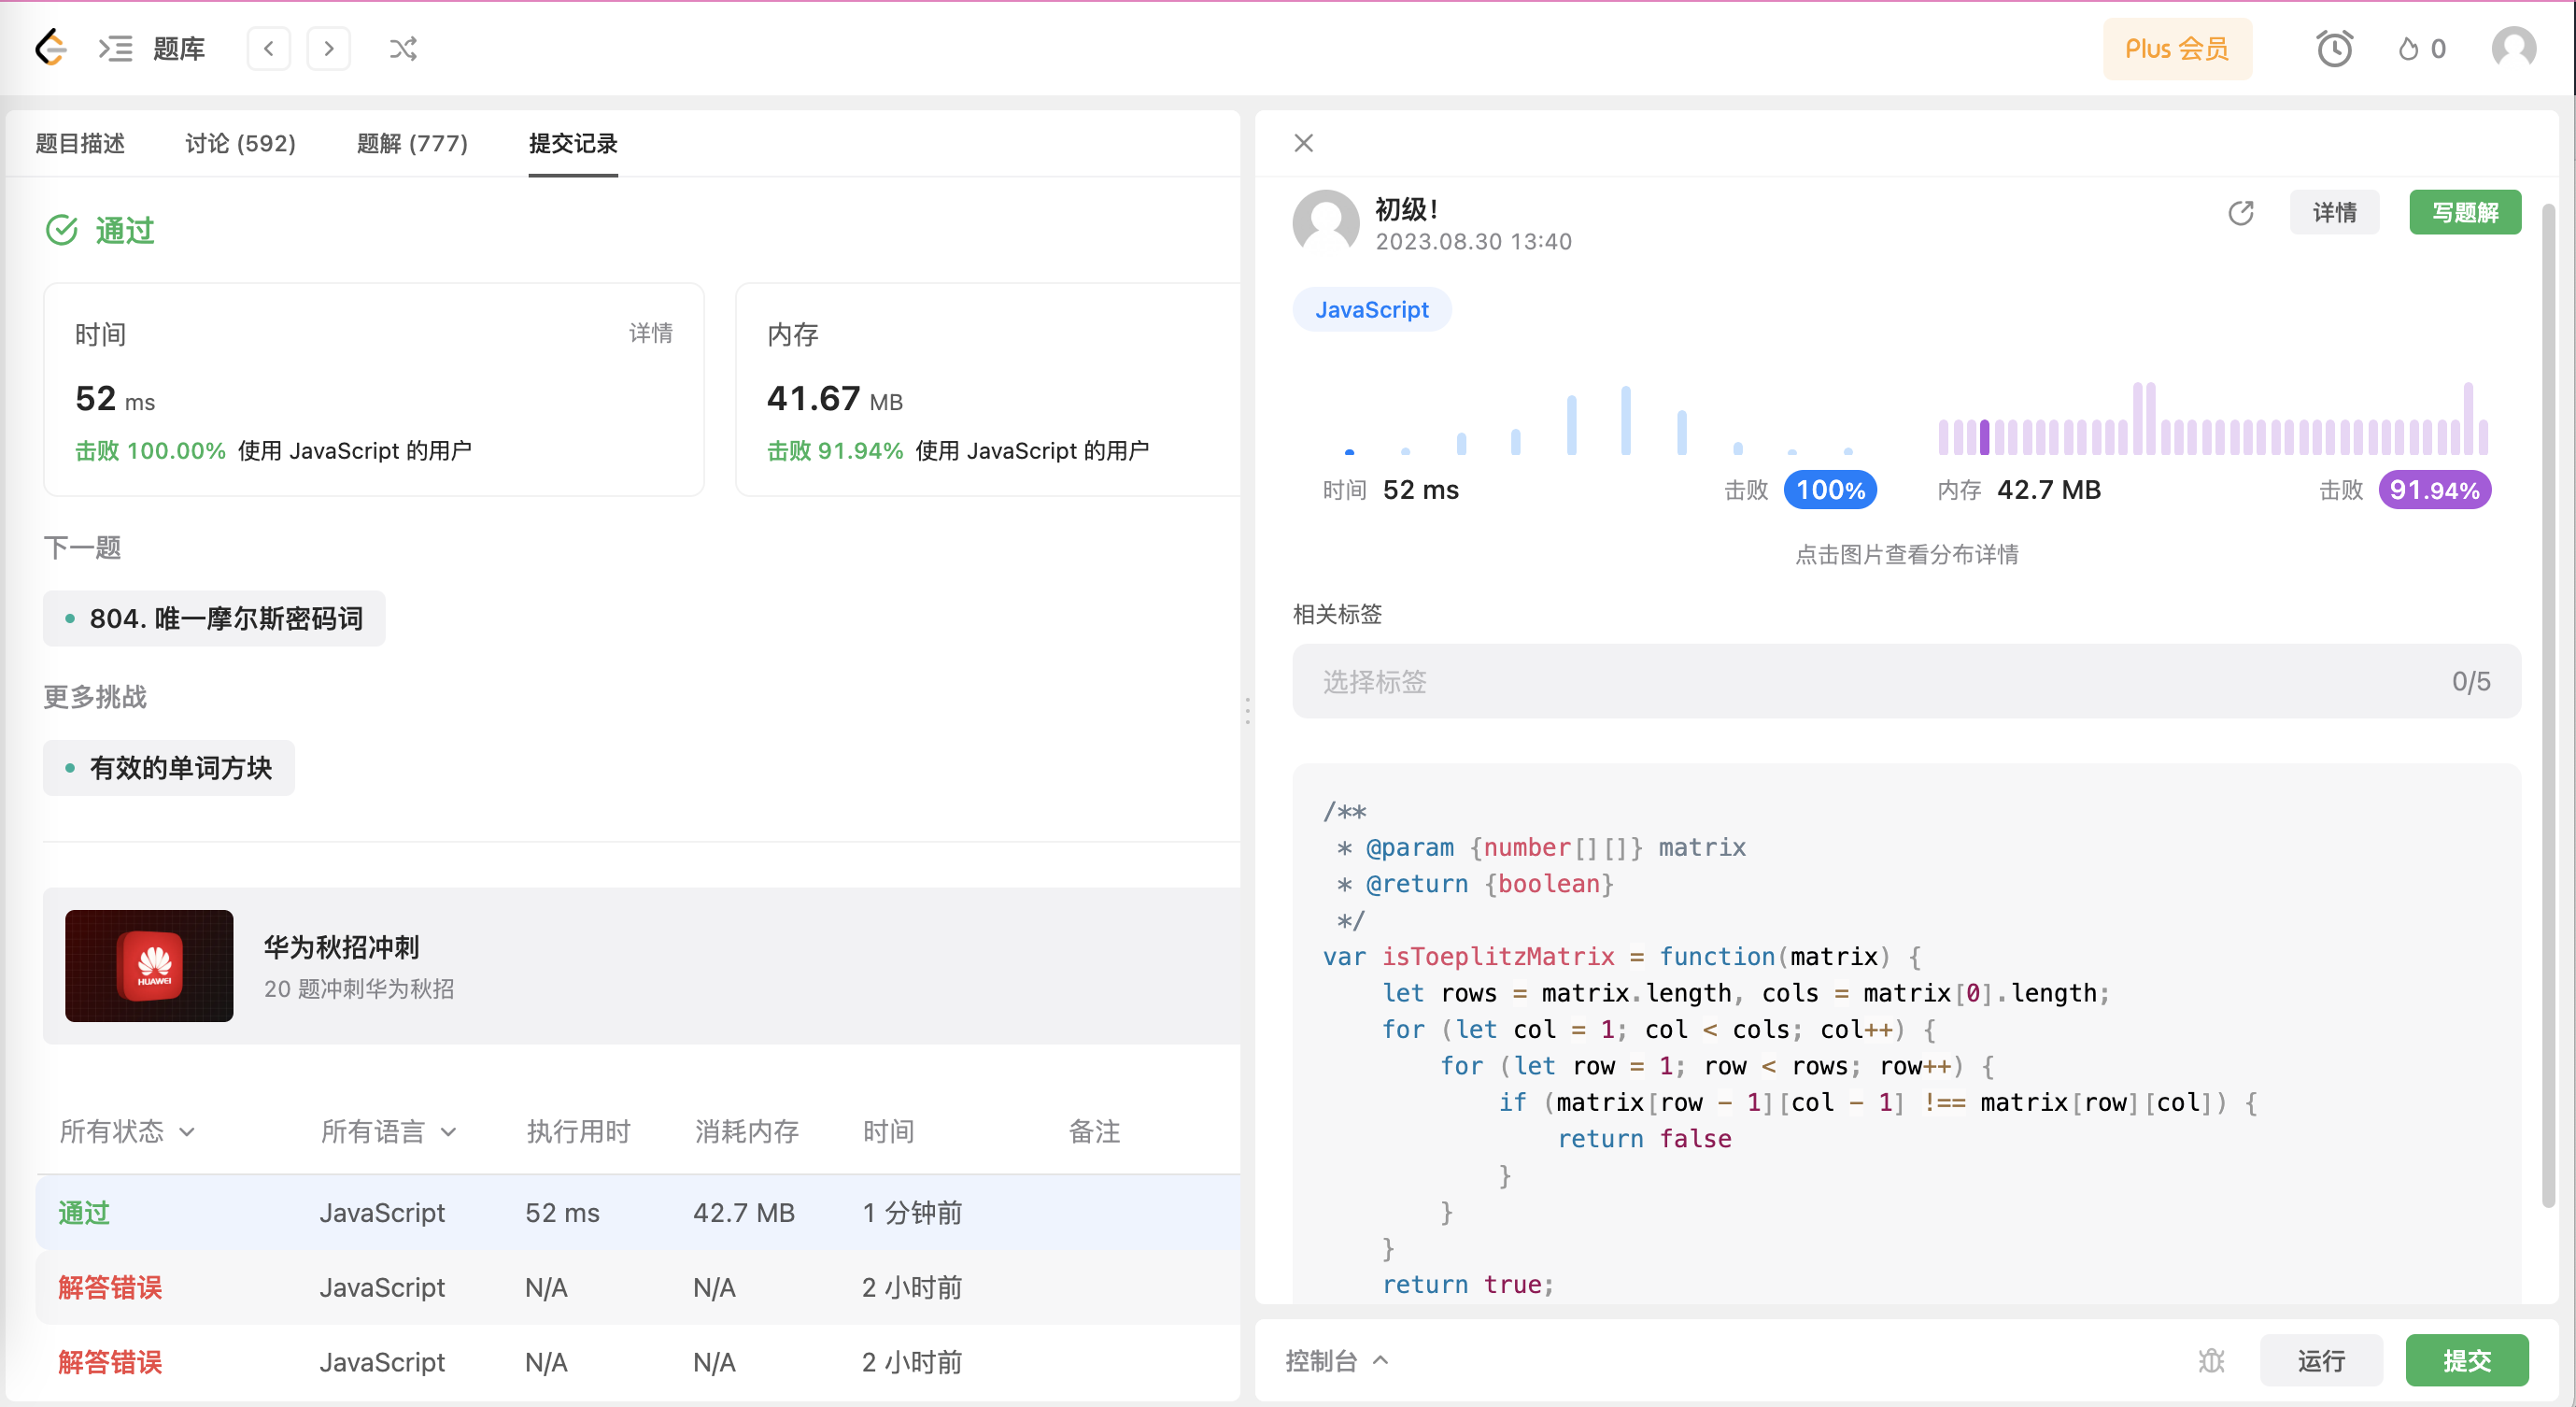 题库
Plus 会员
0
题目描述
讨论 (592)
题解 (777)
提交记录
通过
时间
详情
52 ms
击败 100.00% 使用 JavaScript 的用户
内存
41.67 MB
击败 91.94% 使用 JavaScript 的用户
下一题
804. 唯一摩尔斯密码词
更多挑战
有效的单词方块
HUAWEI
华为秋招冲刺
20 题冲刺华为秋招
所有状态 所有语言 执行用时 消耗内存 时间 备注
通过 JavaScript 52 ms 42.7 MB 1 分钟前
解答错误 JavaScript N/A N/A 2 小时前
解答错误 JavaScript N/A N/A 2 小时前
初级!
2023.08.30 13:40
详情
写题解
JavaScript
时间 52 ms 击败 100%
内存 42.7 MB 击败 91.94%
点击图片查看分布详情
相关标签
选择标签 0/5
/**
 * @param {number[][]} matrix
 * @return {boolean}
 */
var isToeplitzMatrix = function(matrix) {
    let rows = matrix.length, cols = matrix[0].length;
    for (let col = 1; col < cols; col++) {
        for (let row = 1; row < rows; row++) {
            if (matrix[row - 1][col - 1] !== matrix[row][col]) {
                return false
            }
        }
    }
    return true;
控制台
运行
提交